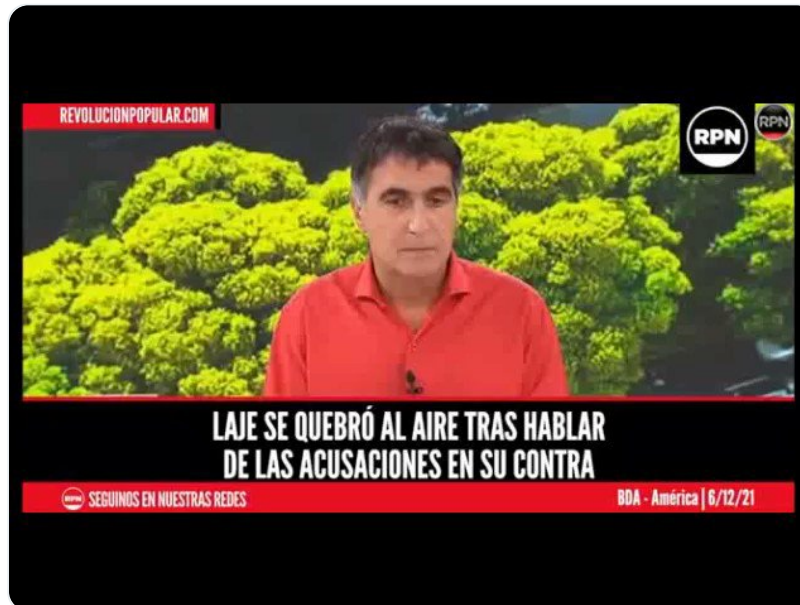 REVOLUCIONPOPULAR.COM
RPN
RPN
LAJE SE QUEBRÓ AL AIRE TRAS HABLAR
DE LAS ACUSACIONES EN SU CONTRA
RPN SEGUINOS EN NUESTRAS REDES
BDA - América | 6/12/21